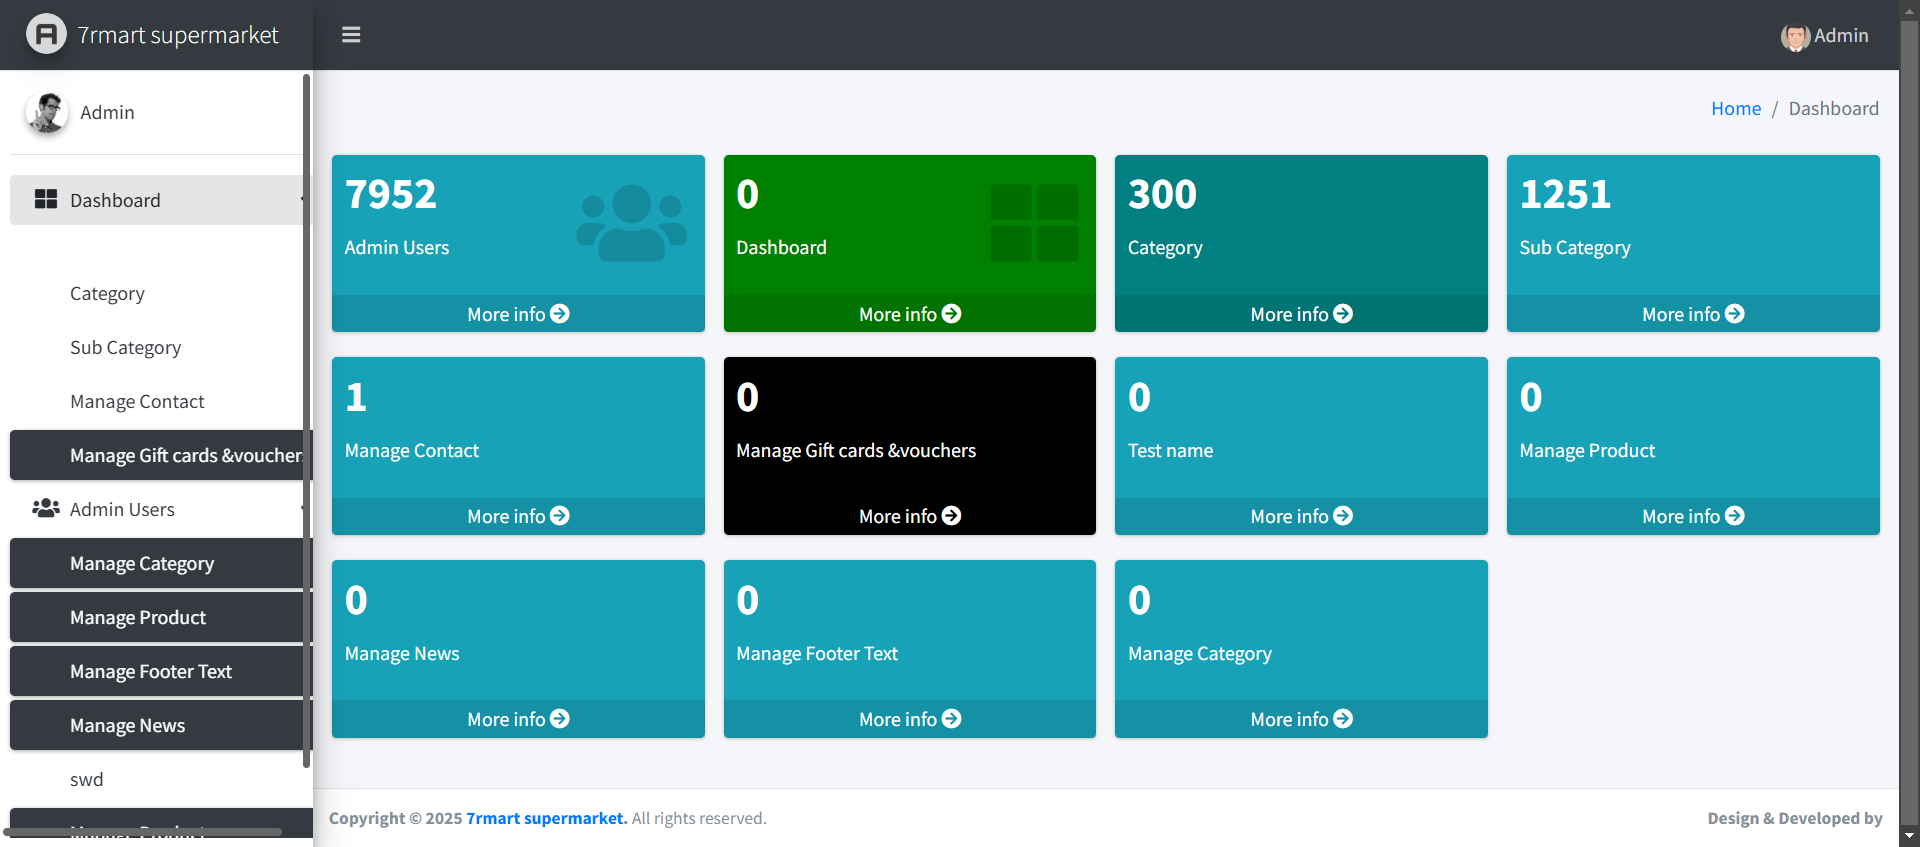 7rmart supermarket
Admin
Admin
Home / Dashboard
Dashboard
Category
Sub Category
Manage Contact
Manage Gift cards &voucher
Admin Users
Manage Category
Manage Product
Manage Footer Text
Manage News
swd
Manage Product
7952
Admin Users
More info
0
Dashboard
More info
300
Category
More info
1251
Sub Category
More info
1
Manage Contact
More info
0
Manage Gift cards &vouchers
More info
0
Test name
More info
0
Manage Product
More info
0
Manage News
More info
0
Manage Footer Text
More info
0
Manage Category
More info
Copyright © 2025 7rmart supermarket. All rights reserved.
Design & Developed by